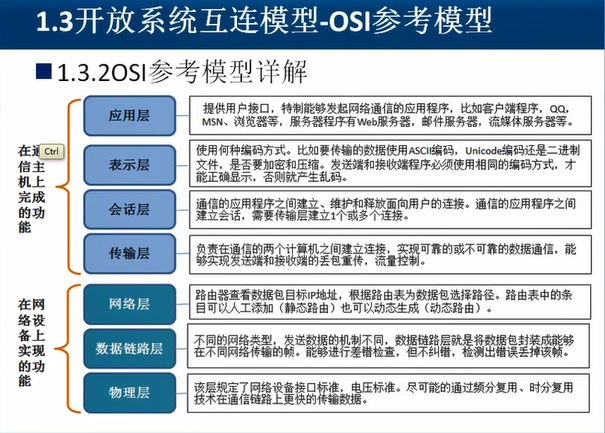 1.3开放系统互连模型-OSI参考模型
1.3.2OSI参考模型详解
在通
信主
机上
完成
的功
能
Ctrl
应用层
提供用户接口，特制能够发起网络通信的应用程序，比如客户端程序，QQ，
MSN、浏览器等，服务器程序有Web服务器，邮件服务器，流媒体服务器等。
表示层
使用何种编码方式。比如要传输的数据使用ASCII编码，Unicode编码还是二进制
文件，是否要加密和压缩。发送端和接收端程序必须使用相同的编码方式，才
能正确显示，否则就产生乱码。
会话层
通信的应用程序之间建立、维护和释放面向用户的连接。通信的应用程序之间
建立会话，需要传输层建立1个或多个连接。
传输层
负责在通信的两个计算机之间建立连接，实现可靠的或不可靠的数据通信，能
够实现发送端和接收端的丢包重传，流量控制。
在网
络设
备上
实现
的功
能
网络层
路由器查看数据包目标IP地址，根据路由表为数据包选择路径。路由表中的条
目可以人工添加（静态路由）也可以动态生成（动态路由）。
数据链路层
不同的网络类型，发送数据的机制不同，数据链路层就是将数据包封装成能够
在不同网络传输的帧。能够进行差错检查，但不纠错，检测出错误丢掉该帧。
物理层
该层规定了网络设备接口标准，电压标准。尽可能的通过频分复用、时分复用
技术在通信链路上更快的传输数据。